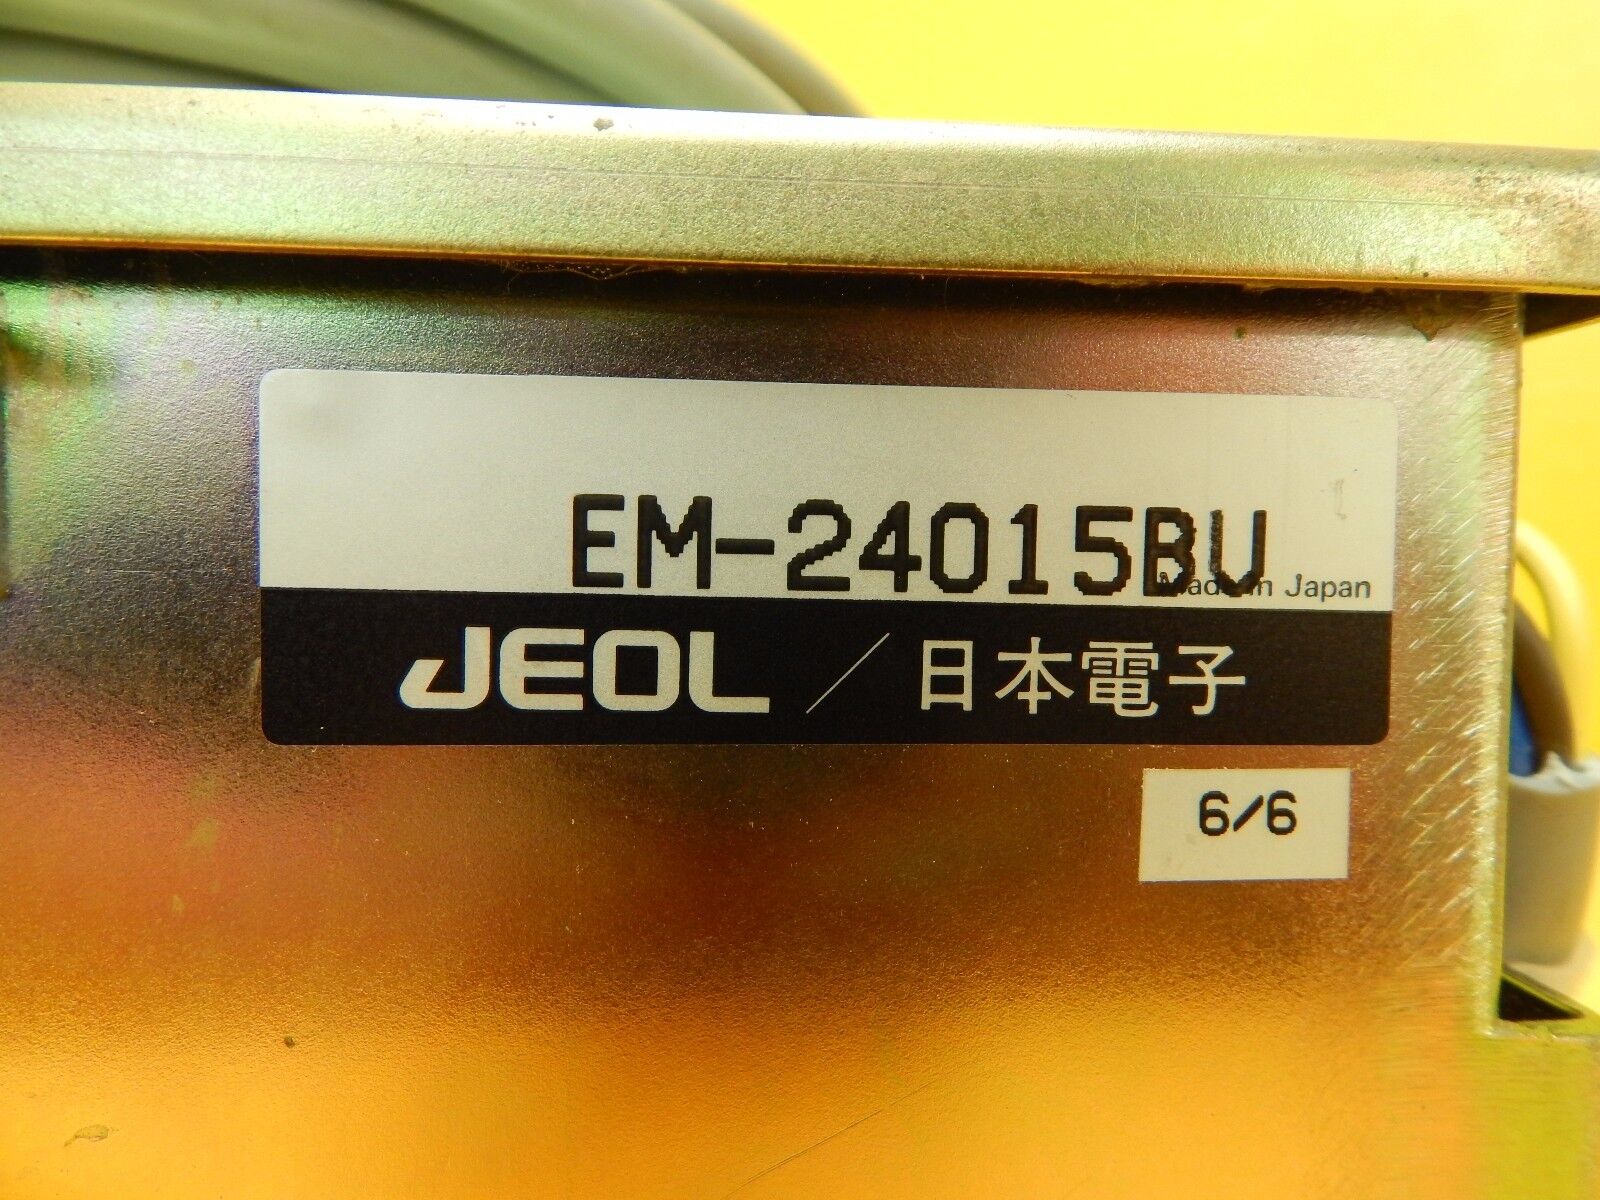 EM-24015BU
Made in Japan
JEOL / 日本電子
6/6